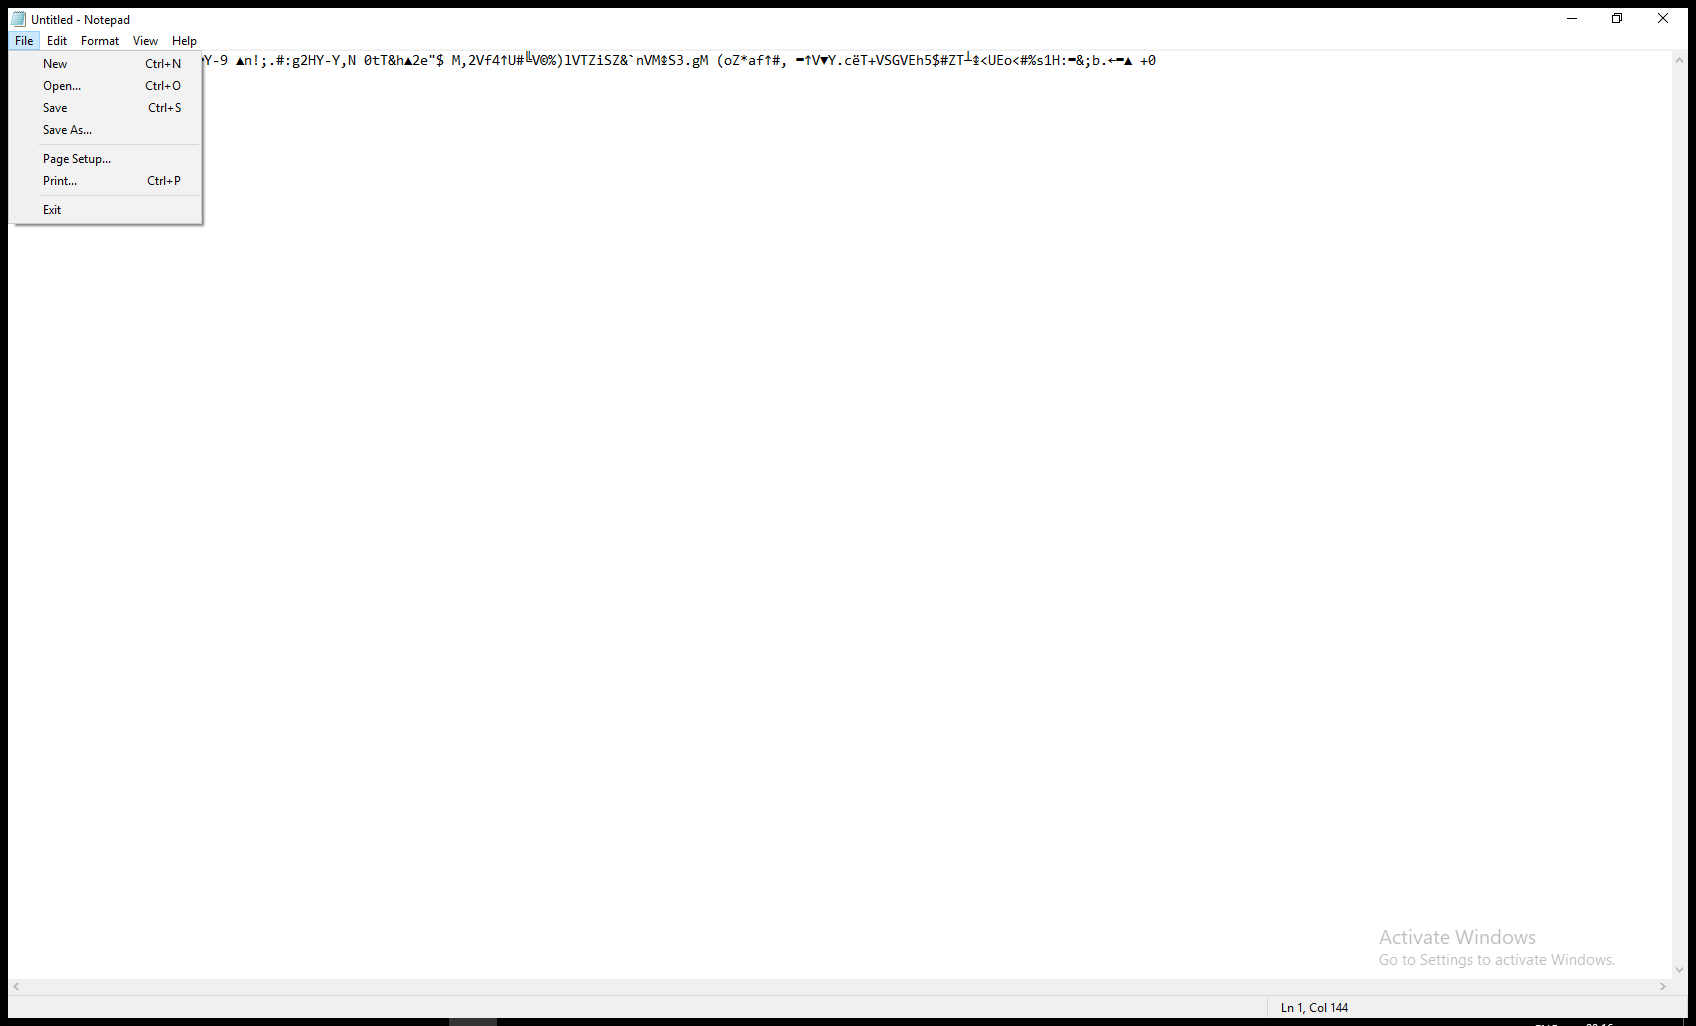 Untitled - Notepad
File Edit Format View Help
Y-9 ▲n!;.#:g2HY-Y,N 0tT&h▲2e"$ M,2Vf4↑U#╚V©%)lVTZiSZ&`nVM↨S3.gM (oZ*af↑#, ▬↑V▼Y.cëT+VSGVEh5$#ZT┴↨<UEo<#%s1H:▬&;b.←▬▲ +0
New Ctrl+N
Open... Ctrl+O
Save Ctrl+S
Save As...
Page Setup...
Print... Ctrl+P
Exit
Activate Windows
Go to Settings to activate Windows.
Ln 1, Col 144